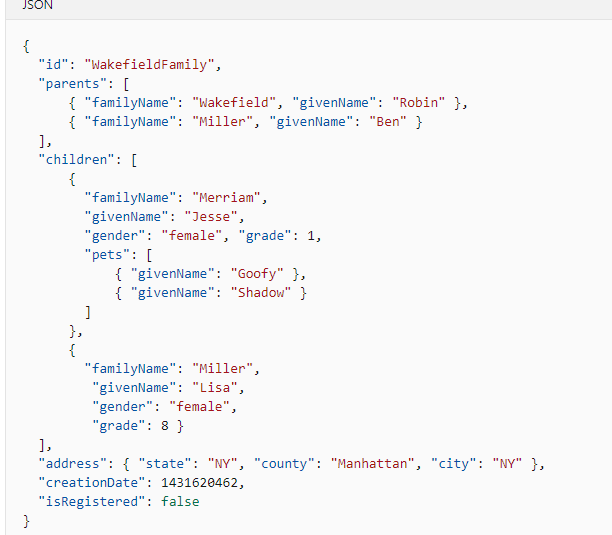 JSON
{
  "id": "WakefieldFamily",
  "parents": [
      { "familyName": "Wakefield", "givenName": "Robin" },
      { "familyName": "Miller", "givenName": "Ben" }
  ],
  "children": [
      {
        "familyName": "Merriam",
        "givenName": "Jesse",
        "gender": "female", "grade": 1,
        "pets": [
            { "givenName": "Goofy" },
            { "givenName": "Shadow" }
        ]
      },
      {
        "familyName": "Miller",
         "givenName": "Lisa",
         "gender": "female",
         "grade": 8 }
  ],
  "address": { "state": "NY", "county": "Manhattan", "city": "NY" },
  "creationDate": 1431620462,
  "isRegistered": false
}